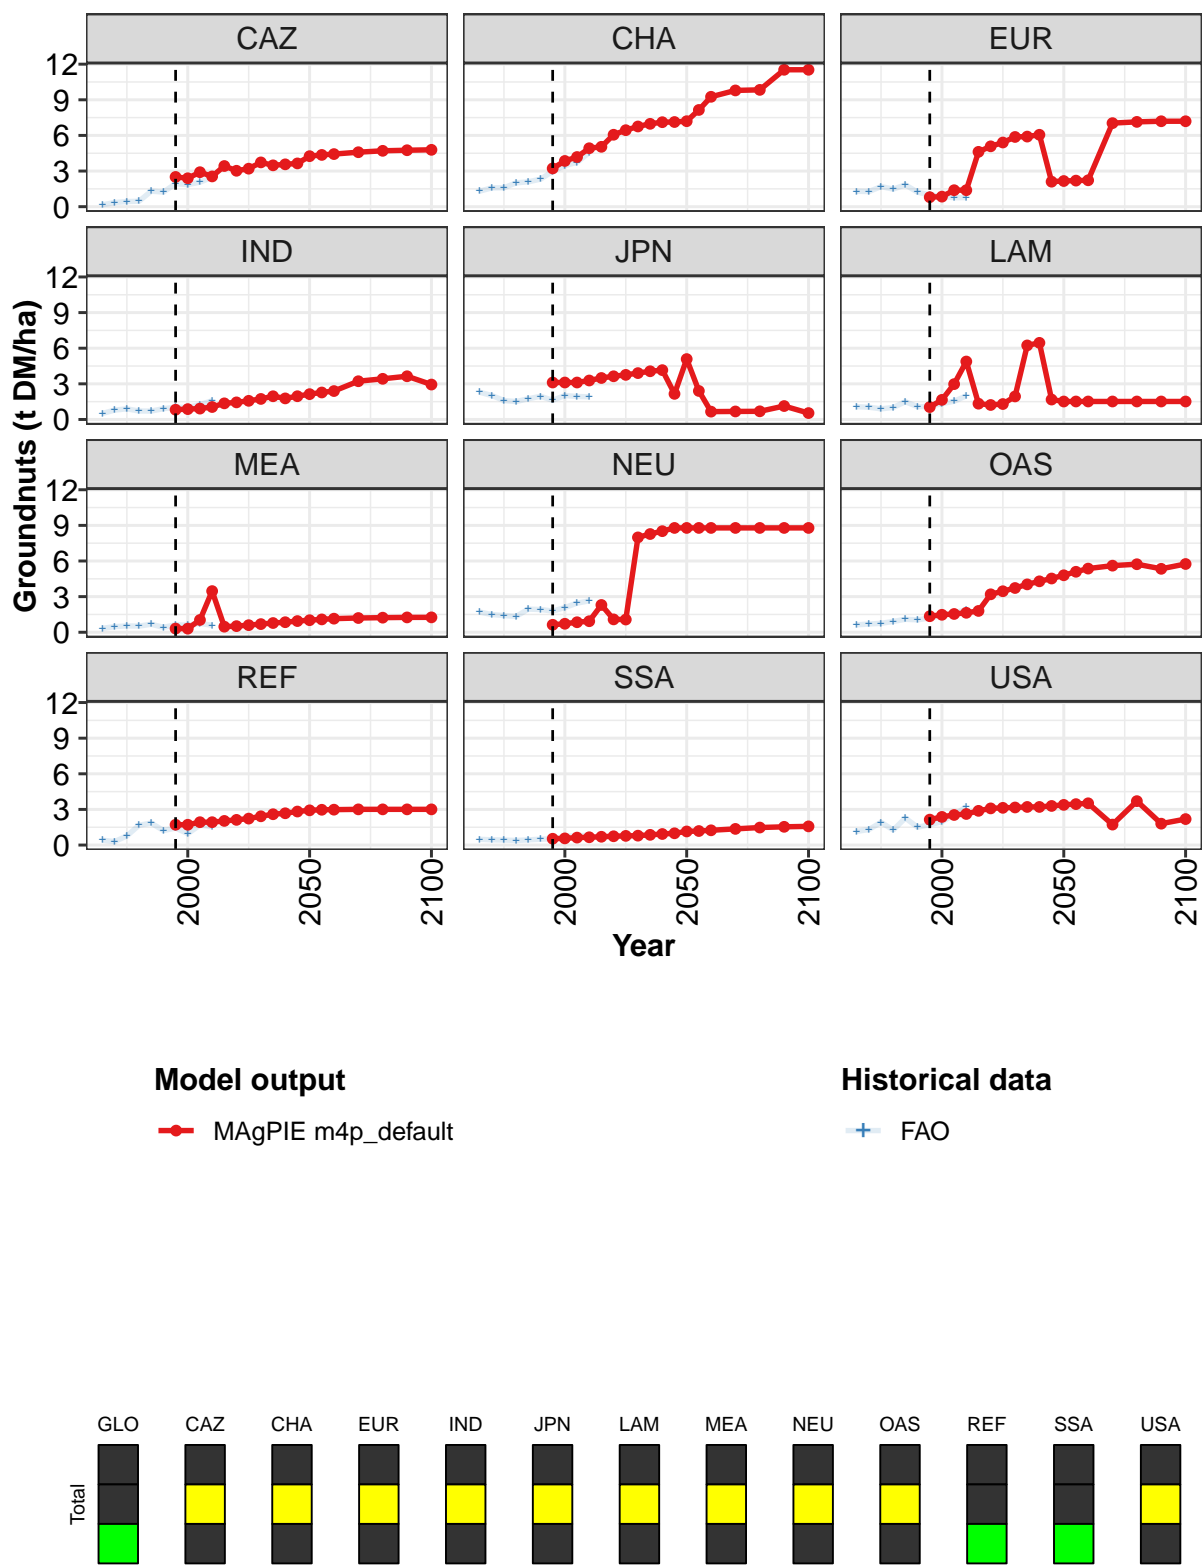 CAZ CHA EUR
12
9
6
3
0
IND JPN LAM
12
9
6
3
0
MEA NEU OAS
12
9
6
3
0
REF SSA USA
12
9
6
3
0
Groundnuts (t DM/ha)
2000 2050 2100 2000 2050 2100 2000 2050 2100
Year
Model output Historical data
MAgPIE m4p_default FAO
GLO CAZ CHA EUR IND JPN LAM MEA NEU OAS REF SSA USA
Total